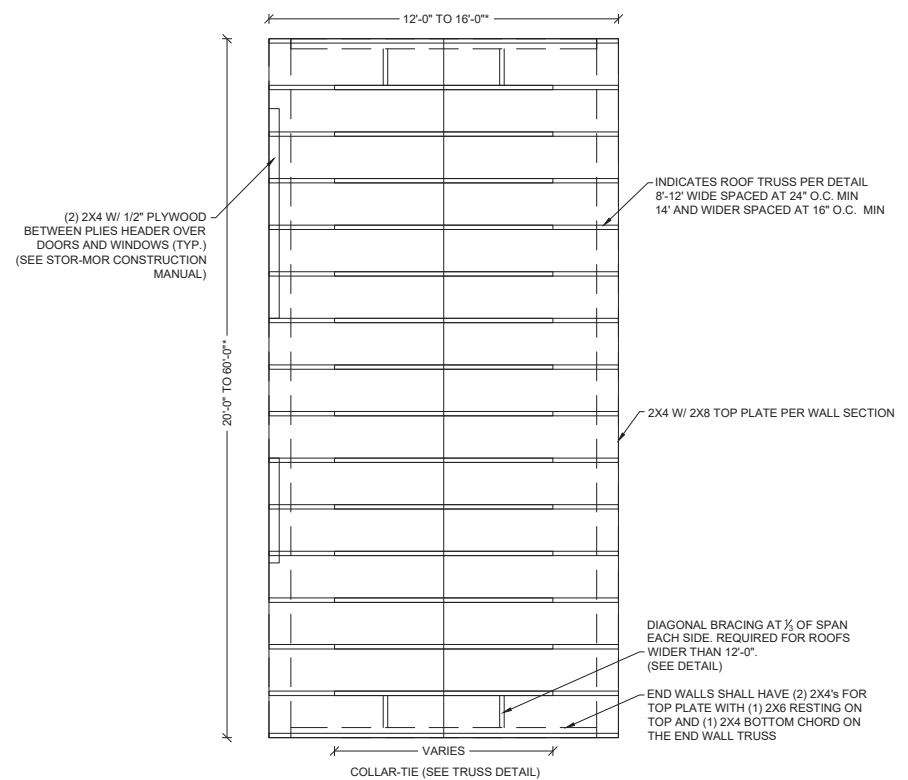 12'-0" TO 16'-0"*
INDICATES ROOF TRUSS PER DETAIL
8'-12' WIDE SPACED AT 24" O.C. MIN
14' AND WIDER SPACED AT 16" O.C. MIN
(2) 2X4 W/ 1/2" PLYWOOD
BETWEEN PLIES HEADER OVER
DOORS AND WINDOWS (TYP.)
(SEE STOR-MOR CONSTRUCTION
MANUAL)
20'-0" TO 60'-0"*
2X4 W/ 2X8 TOP PLATE PER WALL SECTION
DIAGONAL BRACING AT ⅓ OF SPAN
EACH SIDE. REQUIRED FOR ROOFS
WIDER THAN 12'-0".
(SEE DETAIL)
END WALLS SHALL HAVE (2) 2X4's FOR
TOP PLATE WITH (1) 2X6 RESTING ON
TOP AND (1) 2X4 BOTTOM CHORD ON
THE END WALL TRUSS
VARIES
COLLAR-TIE (SEE TRUSS DETAIL)